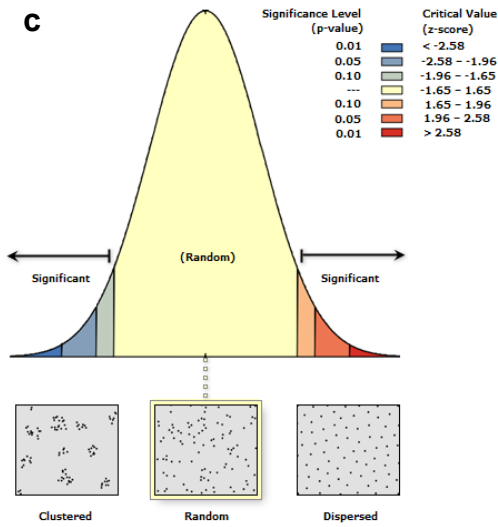 C
Significance Level Critical Value
(p-value) (z-score)
0.01 < -2.58
0.05 -2.58 – -1.96
0.10 -1.96 – -1.65
--- -1.65 – 1.65
0.10 1.65 – 1.96
0.05 1.96 – 2.58
0.01 > 2.58
(Random)
Significant Significant
Clustered Random Dispersed